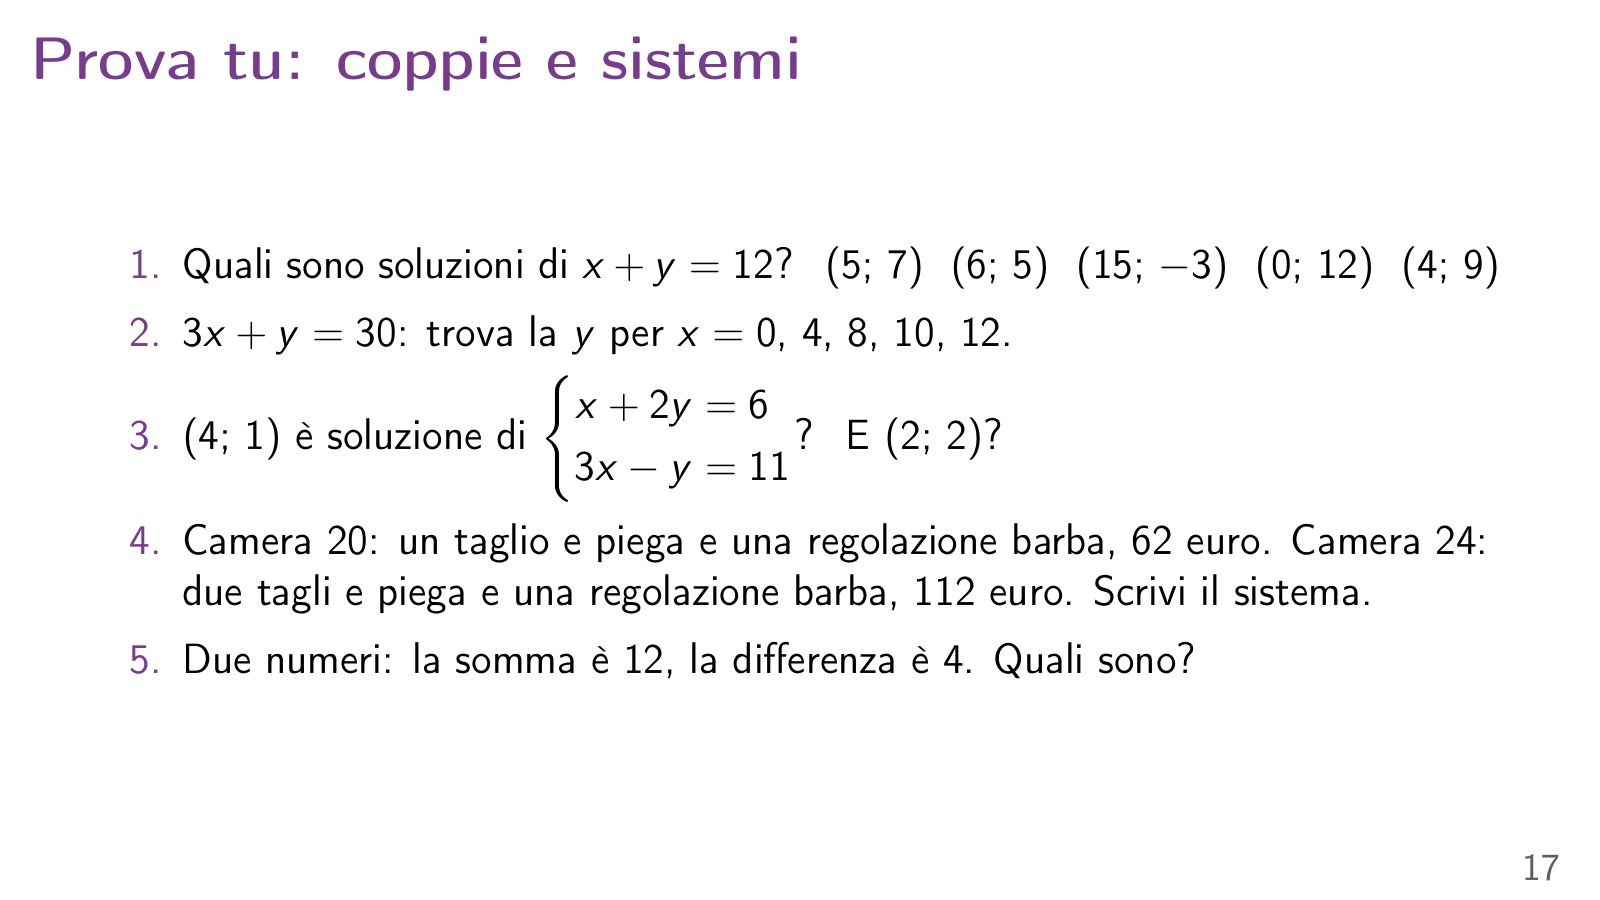 Prova tu: coppie e sistemi
1. Quali sono soluzioni di x + y = 12? (5; 7) (6; 5) (15; −3) (0; 12) (4; 9)
2. 3x + y = 30: trova la y per x = 0, 4, 8, 10, 12.
3. (4; 1) è soluzione di { x + 2y = 6
3x − y = 11 ? E (2; 2)?
4. Camera 20: un taglio e piega e una regolazione barba, 62 euro. Camera 24:
due tagli e piega e una regolazione barba, 112 euro. Scrivi il sistema.
5. Due numeri: la somma è 12, la differenza è 4. Quali sono?
17